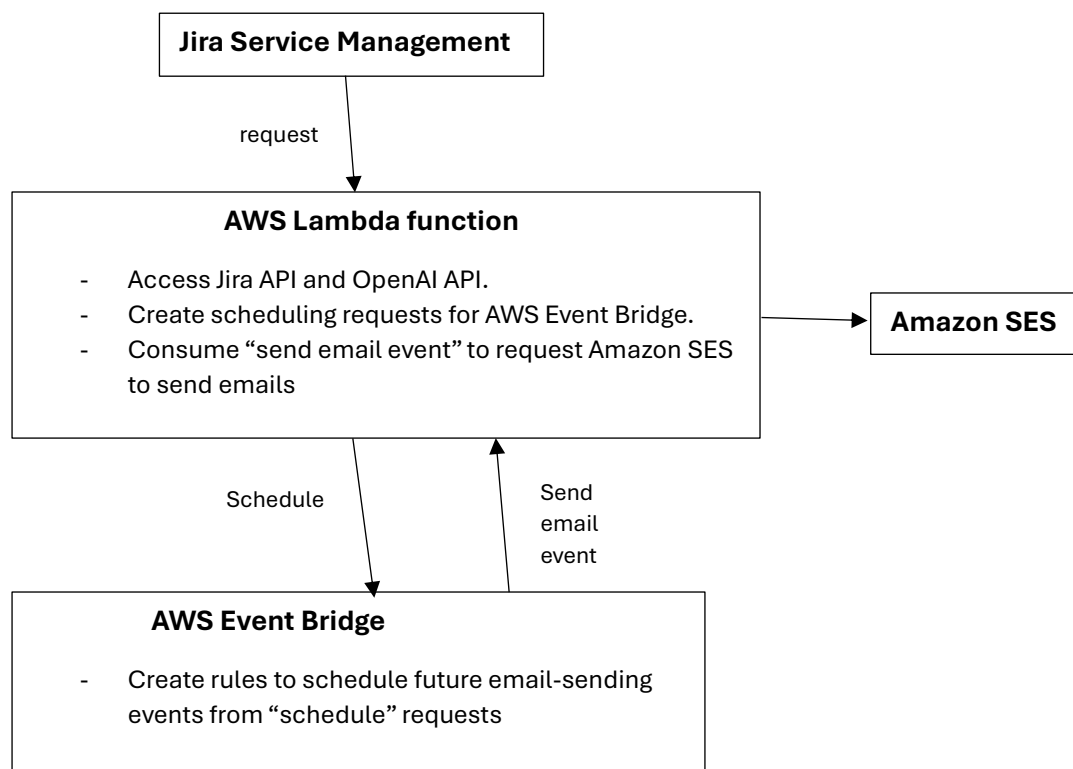 Jira Service Management
request
AWS Lambda function
- Access Jira API and OpenAI API.
- Create scheduling requests for AWS Event Bridge.
- Consume “send email event” to request Amazon SES
to send emails
Amazon SES
Schedule
Send
email
event
AWS Event Bridge
- Create rules to schedule future email-sending
events from “schedule” requests